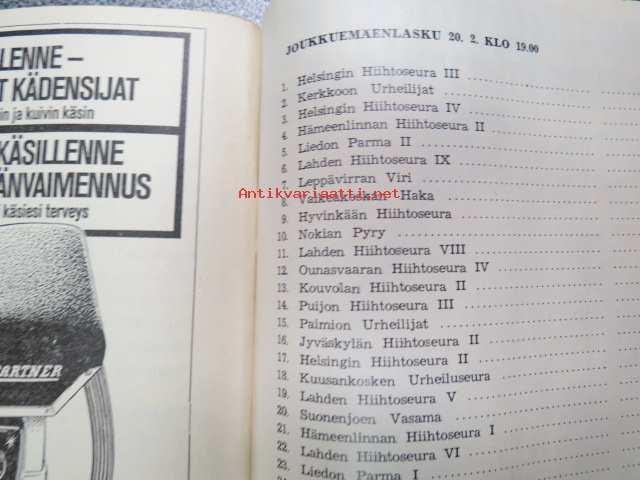 LLENNE –
T KÄDENSIJAT
in ja kuivin käsin
KÄSILLENNE
ÄNVAIMENNUS
käsiesi terveys
PARTNER
JOUKKUEMÄENLASKU 20. 2. KLO 19.00
1. Helsingin Hiihtoseura III
2. Kerkkoon Urheilijat
3. Helsingin Hiihtoseura IV
4. Hämeenlinnan Hiihtoseura II
5. Liedon Parma II
6. Lahden Hiihtoseura IX
7. Leppävirran Viri
Antikvariaatti.net
8. Vaikeakosken Haka
9. Hyvinkään Hiihtoseura
10. Nokian Pyry
11. Lahden Hiihtoseura VIII
12. Ounasvaaran Hiihtoseura IV
13. Kouvolan Hiihtoseura II
14. Puijon Hiihtoseura III
15. Paimion Urheilijat
16. Jyväskylän Hiihtoseura II
17. Helsingin Hiihtoseura II
18. Kuusankosken Urheiluseura
19. Lahden Hiihtoseura V
20. Suonenjoen Vasama
21. Hämeenlinnan Hiihtoseura I
22. Lahden Hiihtoseura VI
23. Liedon Parma I